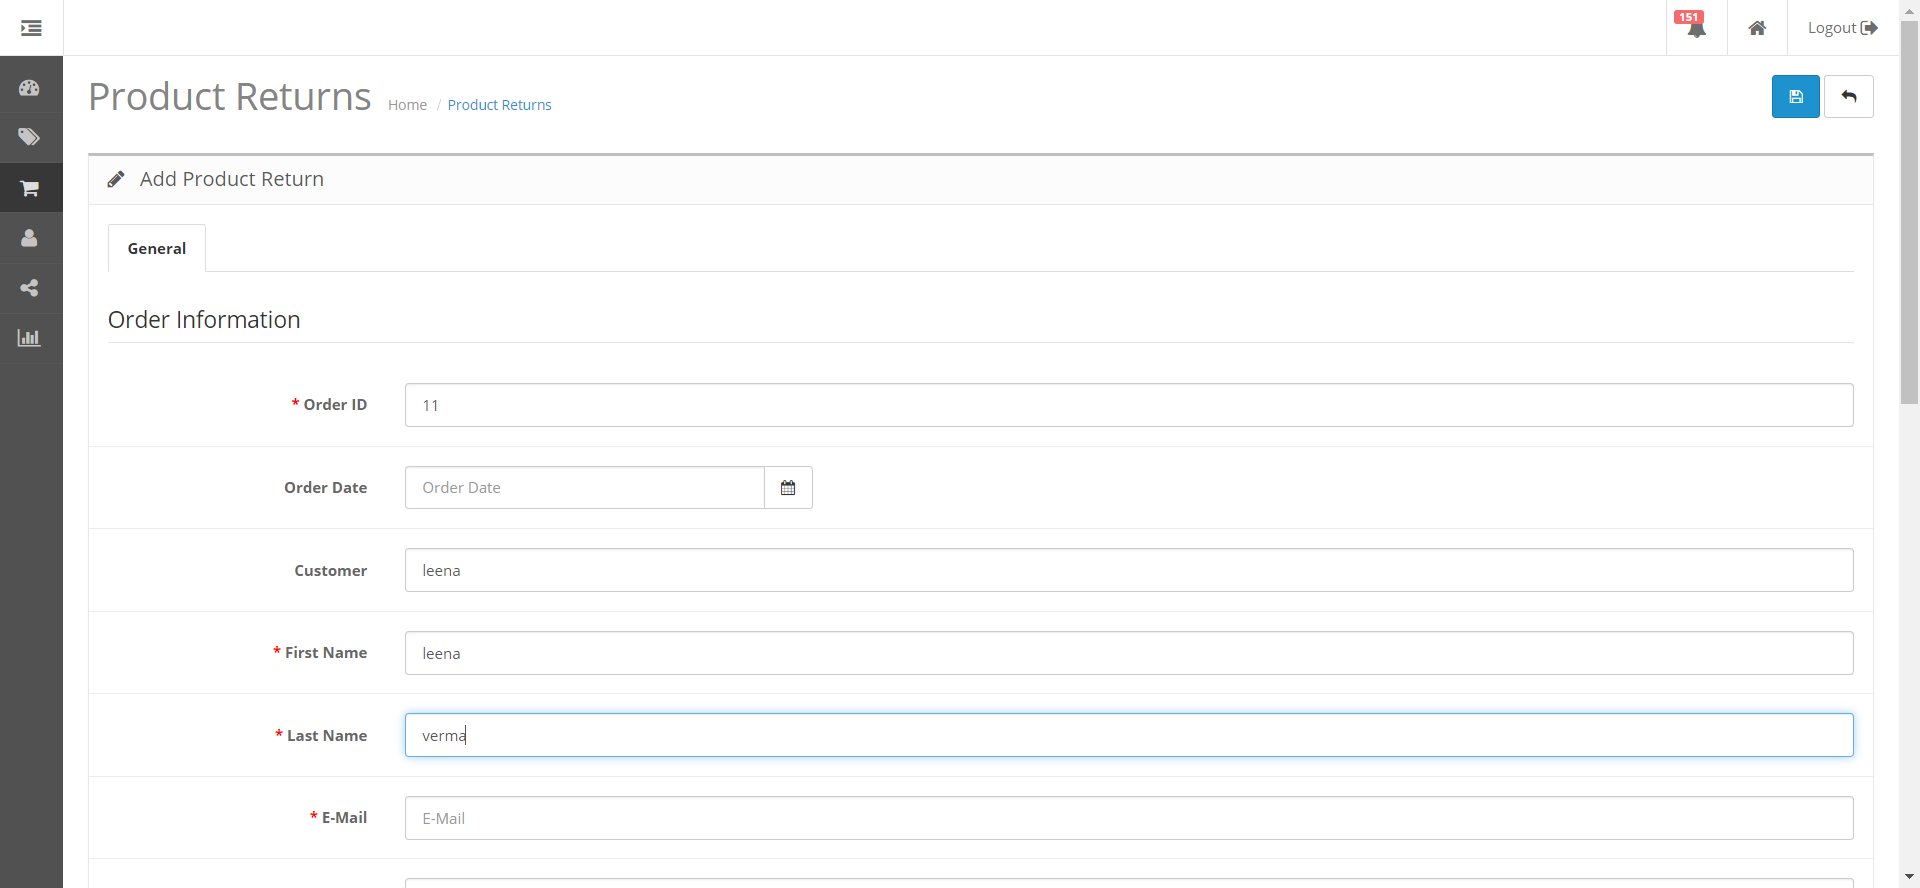 151
Logout
Product Returns
Home / Product Returns
Add Product Return
General
Order Information
* Order ID
11
Order Date
Order Date
Customer
leena
* First Name
leena
* Last Name
verma
* E-Mail
E-Mail